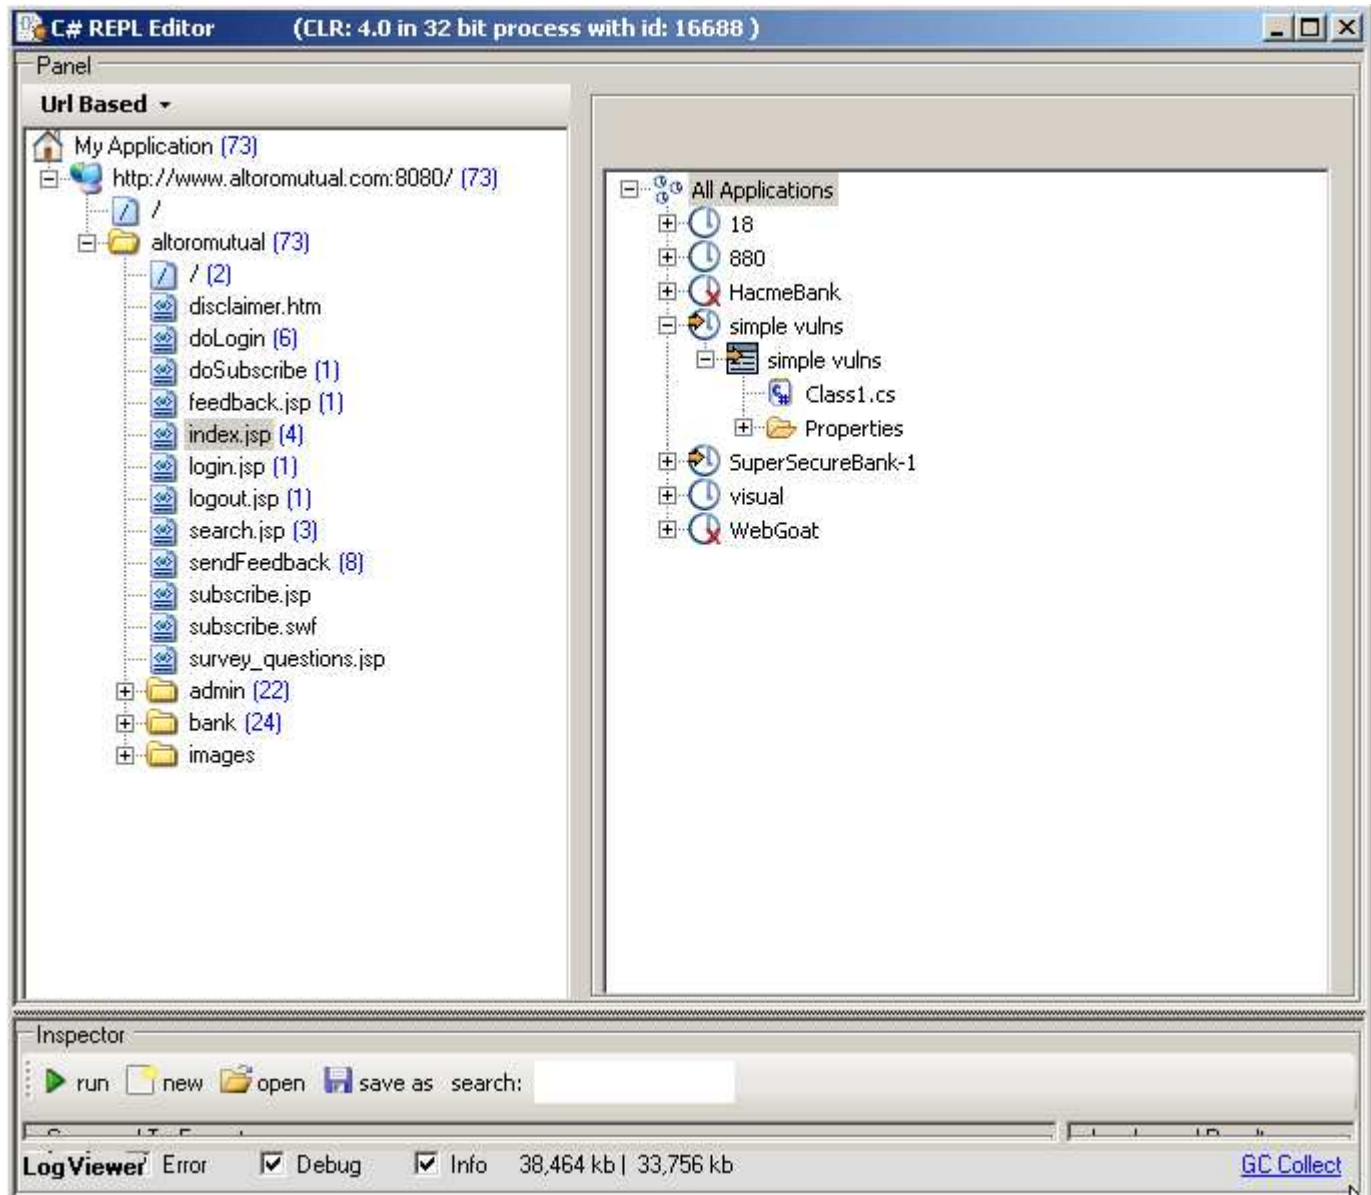 C# REPL Editor (CLR: 4.0 in 32 bit process with id: 16688 )
Panel
Url Based
My Application (73)
http://www.altoromutual.com:8080/ (73)
/
altoromutual (73)
/ (2)
disclaimer.htm
doLogin (6)
doSubscribe (1)
feedback.jsp (1)
index.jsp (4)
login.jsp (1)
logout.jsp (1)
search.jsp (3)
sendFeedback (8)
subscribe.jsp
subscribe.swf
survey_questions.jsp
admin (22)
bank (24)
images
All Applications
18
880
HacmeBank
simple vulns
simple vulns
Class1.cs
Properties
SuperSecureBank-1
visual
WebGoat
Inspector
run new open save as search:
LogViewer Error Debug Info 38,464 kb | 33,756 kb GC Collect